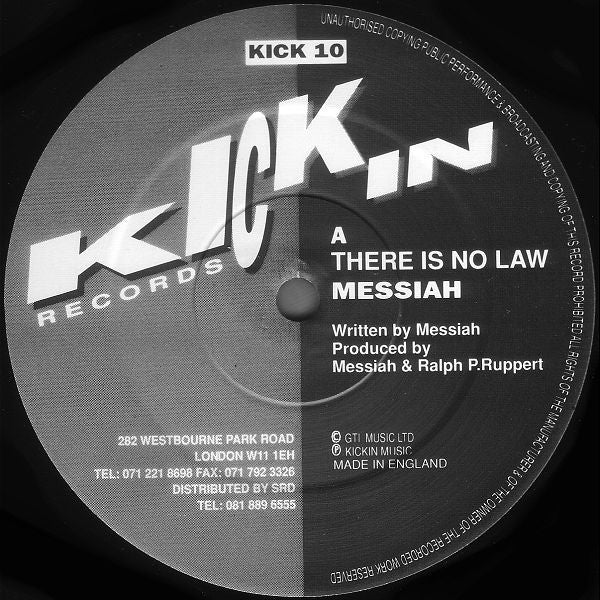 KICK 10
KICKIN
RECORDS
A
THERE IS NO LAW
MESSIAH
Written by Messiah
Produced by
Messiah & Ralph P.Ruppert
282 WESTBOURNE PARK ROAD
LONDON W11 1EH
TEL: 071 221 8698 FAX: 071 792 3326
DISTRIBUTED BY SRD
TEL: 081 889 6555
© GTI MUSIC LTD
℗ KICKIN MUSIC
MADE IN ENGLAND
UNAUTHORISED COPYING PUBLIC PERFORMANCE & BROADCASTING AND COPYING OF THIS RECORD PROHIBITED ALL RIGHTS OF THE MANUFACTURER & OF THE OWNER OF THE RECORDED WORK RESERVED